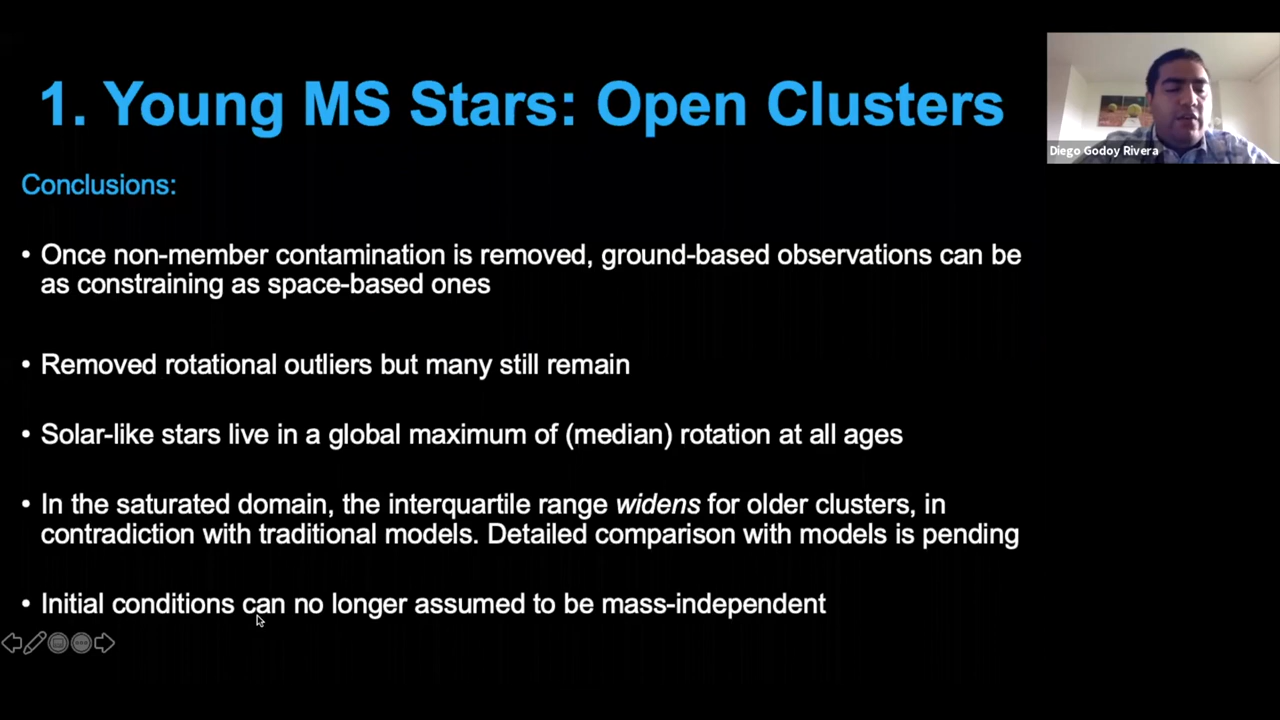 1. Young MS Stars: Open Clusters
Diego Godoy Rivera
Conclusions:
• Once non-member contamination is removed, ground-based observations can be
as constraining as space-based ones
• Removed rotational outliers but many still remain
• Solar-like stars live in a global maximum of (median) rotation at all ages
• In the saturated domain, the interquartile range widens for older clusters, in
contradiction with traditional models. Detailed comparison with models is pending
• Initial conditions can no longer assumed to be mass-independent